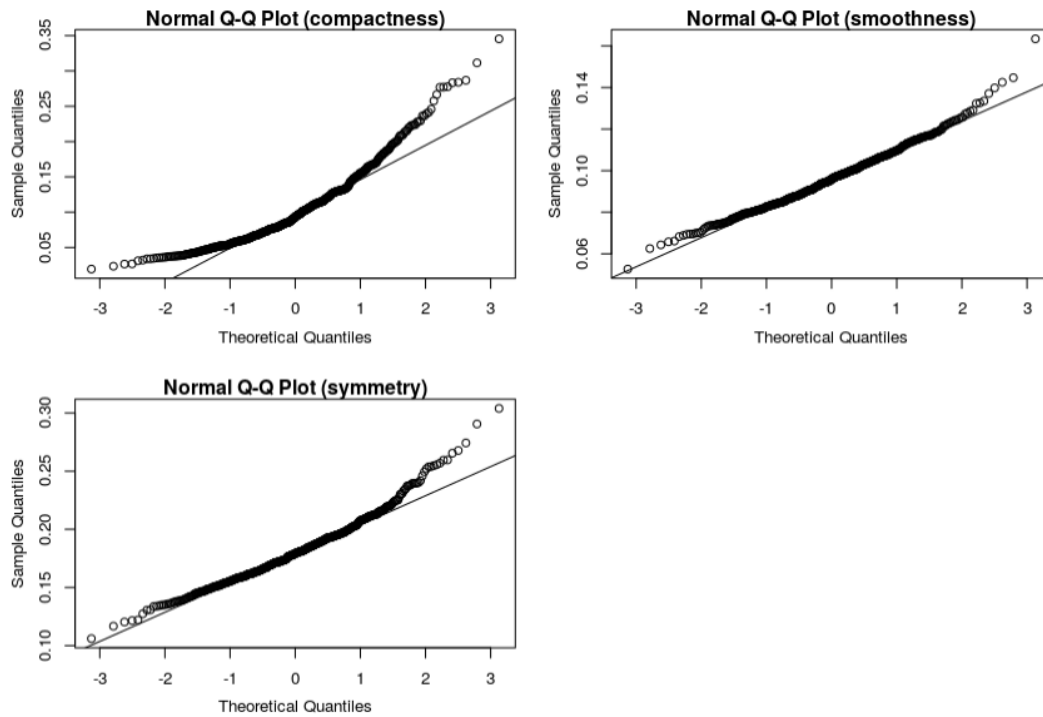 Normal Q-Q Plot (compactness)
Sample Quantiles
0.35
0.25
0.15
0.05
-3 -2 -1 0 1 2 3
Theoretical Quantiles
Normal Q-Q Plot (smoothness)
Sample Quantiles
0.14
0.10
0.06
-3 -2 -1 0 1 2 3
Theoretical Quantiles
Normal Q-Q Plot (symmetry)
Sample Quantiles
0.30
0.25
0.20
0.15
0.10
-3 -2 -1 0 1 2 3
Theoretical Quantiles